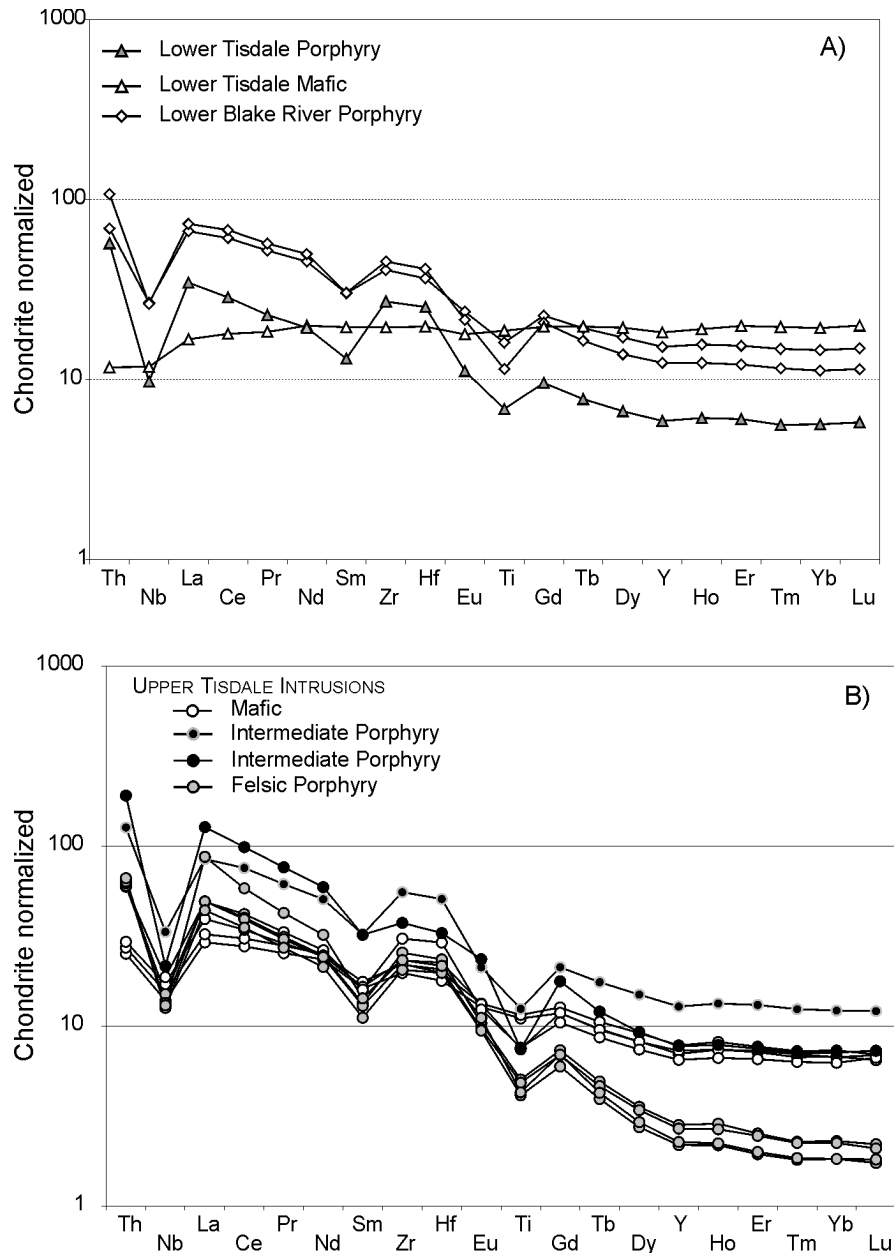 1000
A)
Lower Tisdale Porphyry
Lower Tisdale Mafic
Lower Blake River Porphyry
Chondrite normalized
100
10
1
Th Nb La Ce Pr Nd Sm Zr Hf Eu Ti Gd Tb Dy Y Ho Er Tm Yb Lu
1000
UPPER TISDALE INTRUSIONS
B)
Mafic
Intermediate Porphyry
Intermediate Porphyry
Felsic Porphyry
Chondrite normalized
100
10
1
Th Nb La Ce Pr Nd Sm Zr Hf Eu Ti Gd Tb Dy Y Ho Er Tm Yb Lu